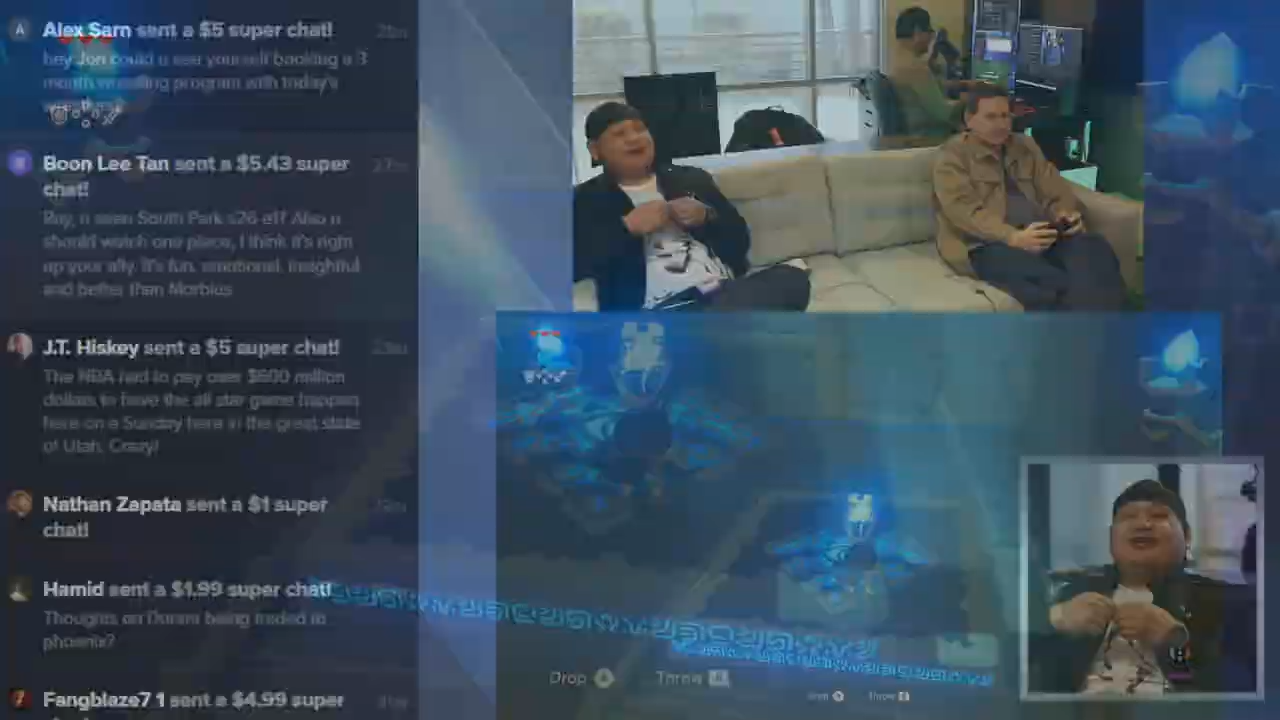 Alex Sarn sent a $5 super chat!
hey Jon could u see yourself booking a 3
month wrestling program with today's
Boon Lee Tan sent a $5.43 super
chat!
Roy, u seen South Park s26 e1? Also u
should watch one piece, I think it's right
up your ally. It's fun, emotional, insightful
and better than Morbius
J.T. Hiskey sent a $5 super chat!
The NBA had to pay over $600 million
dollars to have the all star game happen
here on a Sunday here in the great state
of Utah. Crazy!
Nathan Zapata sent a $1 super
chat!
Hamid sent a $1.99 super chat!
Thoughts on Durant being traded to
phoenix?
Fangblaze7 1 sent a $4.99 super
Drop A
Throw R